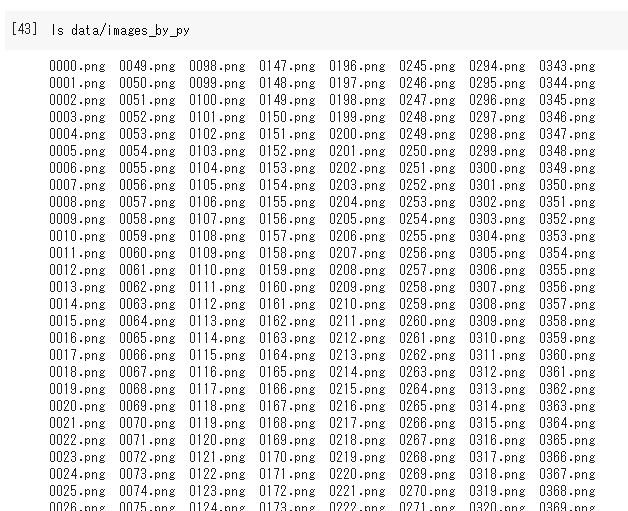 [43] ls data/images_by_py
0000.png 0049.png 0098.png 0147.png 0196.png 0245.png 0294.png 0343.png
0001.png 0050.png 0099.png 0148.png 0197.png 0246.png 0295.png 0344.png
0002.png 0051.png 0100.png 0149.png 0198.png 0247.png 0296.png 0345.png
0003.png 0052.png 0101.png 0150.png 0199.png 0248.png 0297.png 0346.png
0004.png 0053.png 0102.png 0151.png 0200.png 0249.png 0298.png 0347.png
0005.png 0054.png 0103.png 0152.png 0201.png 0250.png 0299.png 0348.png
0006.png 0055.png 0104.png 0153.png 0202.png 0251.png 0300.png 0349.png
0007.png 0056.png 0105.png 0154.png 0203.png 0252.png 0301.png 0350.png
0008.png 0057.png 0106.png 0155.png 0204.png 0253.png 0302.png 0351.png
0009.png 0058.png 0107.png 0156.png 0205.png 0254.png 0303.png 0352.png
0010.png 0059.png 0108.png 0157.png 0206.png 0255.png 0304.png 0353.png
0011.png 0060.png 0109.png 0158.png 0207.png 0256.png 0305.png 0354.png
0012.png 0061.png 0110.png 0159.png 0208.png 0257.png 0306.png 0355.png
0013.png 0062.png 0111.png 0160.png 0209.png 0258.png 0307.png 0356.png
0014.png 0063.png 0112.png 0161.png 0210.png 0259.png 0308.png 0357.png
0015.png 0064.png 0113.png 0162.png 0211.png 0260.png 0309.png 0358.png
0016.png 0065.png 0114.png 0163.png 0212.png 0261.png 0310.png 0359.png
0017.png 0066.png 0115.png 0164.png 0213.png 0262.png 0311.png 0360.png
0018.png 0067.png 0116.png 0165.png 0214.png 0263.png 0312.png 0361.png
0019.png 0068.png 0117.png 0166.png 0215.png 0264.png 0313.png 0362.png
0020.png 0069.png 0118.png 0167.png 0216.png 0265.png 0314.png 0363.png
0021.png 0070.png 0119.png 0168.png 0217.png 0266.png 0315.png 0364.png
0022.png 0071.png 0120.png 0169.png 0218.png 0267.png 0316.png 0365.png
0023.png 0072.png 0121.png 0170.png 0219.png 0268.png 0317.png 0366.png
0024.png 0073.png 0122.png 0171.png 0220.png 0269.png 0318.png 0367.png
0025.png 0074.png 0123.png 0172.png 0221.png 0270.png 0319.png 0368.png
0026.png 0075.png 0124.png 0173.png 0222.png 0271.png 0320.png 0369.png